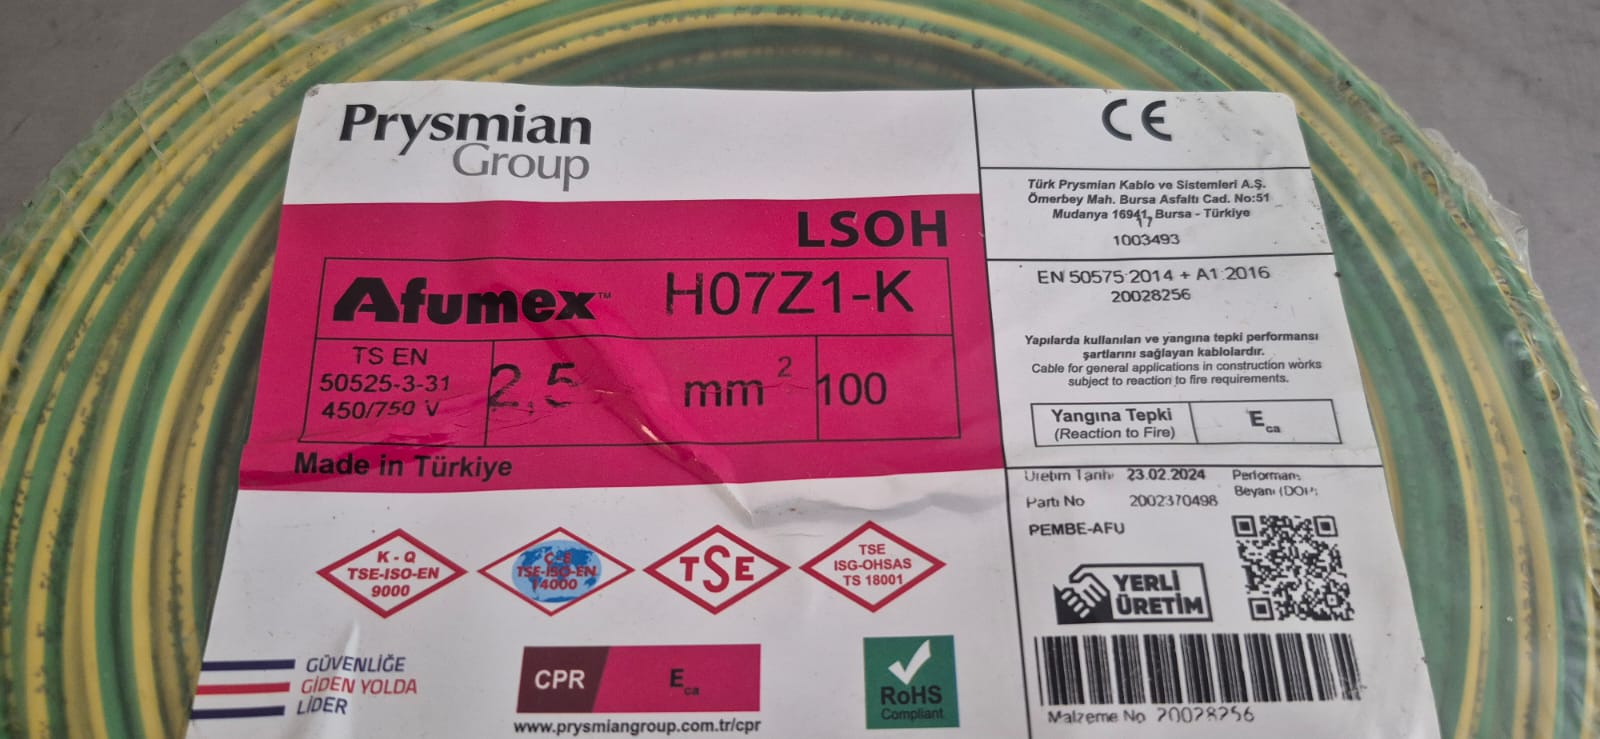 Prysmian
Group
LSOH
Afumex™ H07Z1-K
TS EN
50525-3-31
450/750 V
2,5 mm²
100
Made in Türkiye
K - Q
TSE-ISO-EN
9000
Ç-E
TSE-ISO-EN
14000
TSE
TSE
ISG-OHSAS
TS 18001
GÜVENLİĞE
GİDEN YOLDA
LİDER
CPR Eca
www.prysmiangroup.com.tr/cpr
RoHS
Compliant
CE
Türk Prysmian Kablo ve Sistemleri A.Ş.
Ömerbey Mah. Bursa Asfaltı Cad. No:51
Mudanya 16941, Bursa - Türkiye
17
1003493
EN 50575:2014 + A1:2016
20028256
Yapılarda kullanılan ve yangına tepki performansı
şartlarını sağlayan kablolardır.
Cable for general applications in construction works
subject to reaction to fire requirements.
Yangına Tepki
(Reaction to Fire)
Eca
Üretim Tarihi 23.02.2024
Parti No 2002370498
PEMBE-AFU
Performans
Beyanı (DOP)
YERLİ
ÜRETİM
Malzeme No 20028256